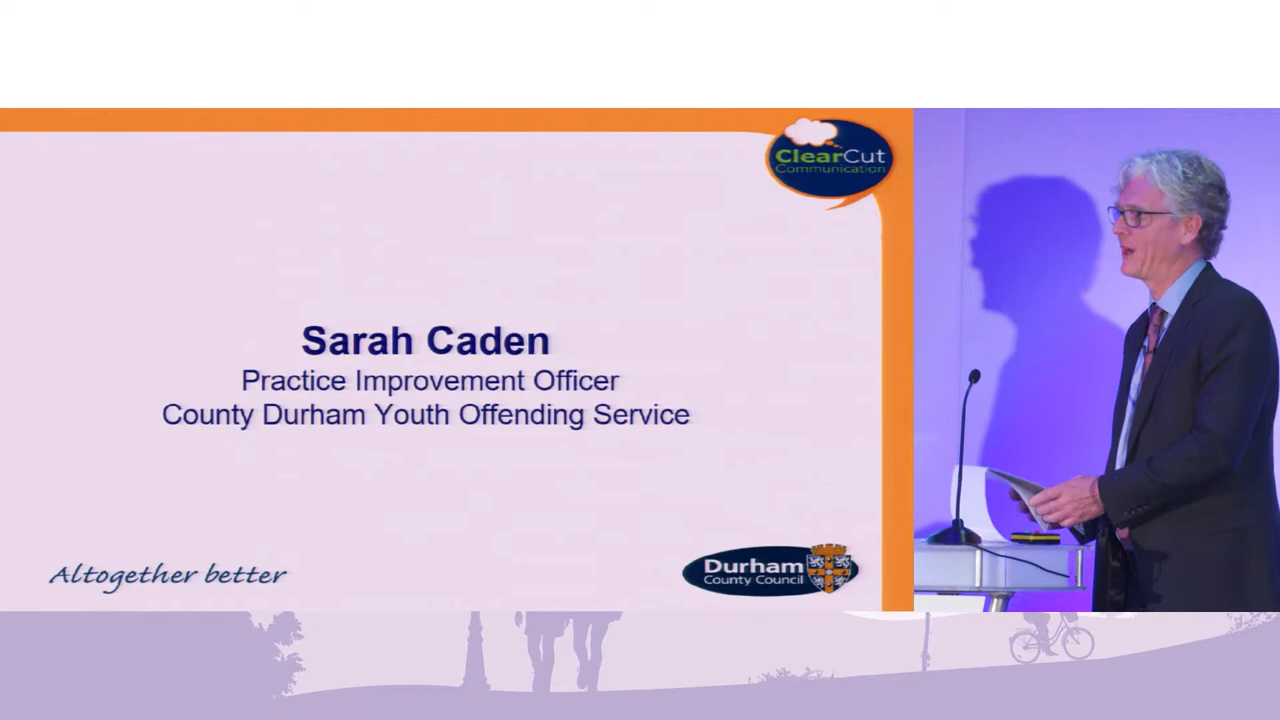 ClearCut
Communication
Sarah Caden
Practice Improvement Officer
County Durham Youth Offending Service
Altogether better
Durham
County Council